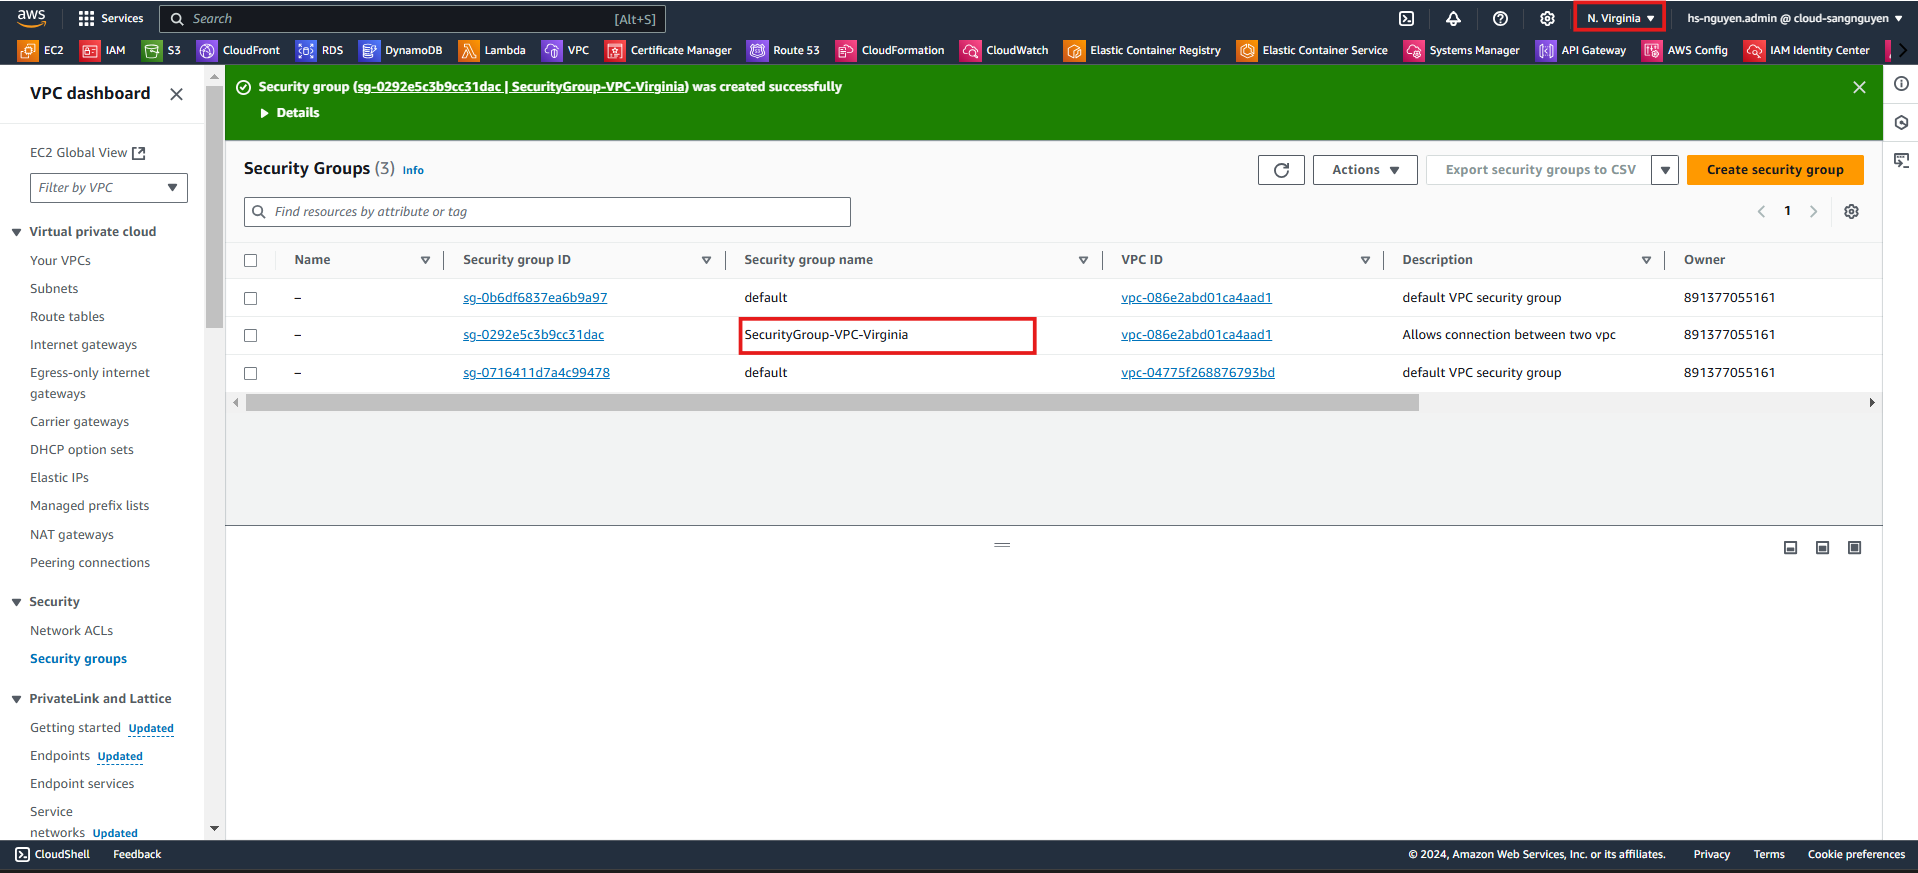 aws Services Search [Alt+S] N. Virginia ▼ hs-nguyen.admin @ cloud-sangnguyen ▼
EC2 IAM S3 CloudFront RDS DynamoDB Lambda VPC Certificate Manager Route 53 CloudFormation CloudWatch Elastic Container Registry Elastic Container Service Systems Manager API Gateway AWS Config IAM Identity Center
VPC dashboard
EC2 Global View
Filter by VPC
Virtual private cloud
Your VPCs
Subnets
Route tables
Internet gateways
Egress-only internet
gateways
Carrier gateways
DHCP option sets
Elastic IPs
Managed prefix lists
NAT gateways
Peering connections
Security
Network ACLs
Security groups
PrivateLink and Lattice
Getting started Updated
Endpoints Updated
Endpoint services
Service
networks Updated
Security group (sg-0292e5c3b9cc31dac | SecurityGroup-VPC-Virginia) was created successfully
Details
Security Groups (3) Info
Actions Export security groups to CSV Create security group
Find resources by attribute or tag
1
Name Security group ID Security group name VPC ID Description Owner
– sg-0b6df6837ea6b9a97 default vpc-086e2abd01ca4aad1 default VPC security group 891377055161
– sg-0292e5c3b9cc31dac SecurityGroup-VPC-Virginia vpc-086e2abd01ca4aad1 Allows connection between two vpc 891377055161
– sg-0716411d7a4c99478 default vpc-04775f268876793bd default VPC security group 891377055161
CloudShell Feedback © 2024, Amazon Web Services, Inc. or its affiliates. Privacy Terms Cookie preferences